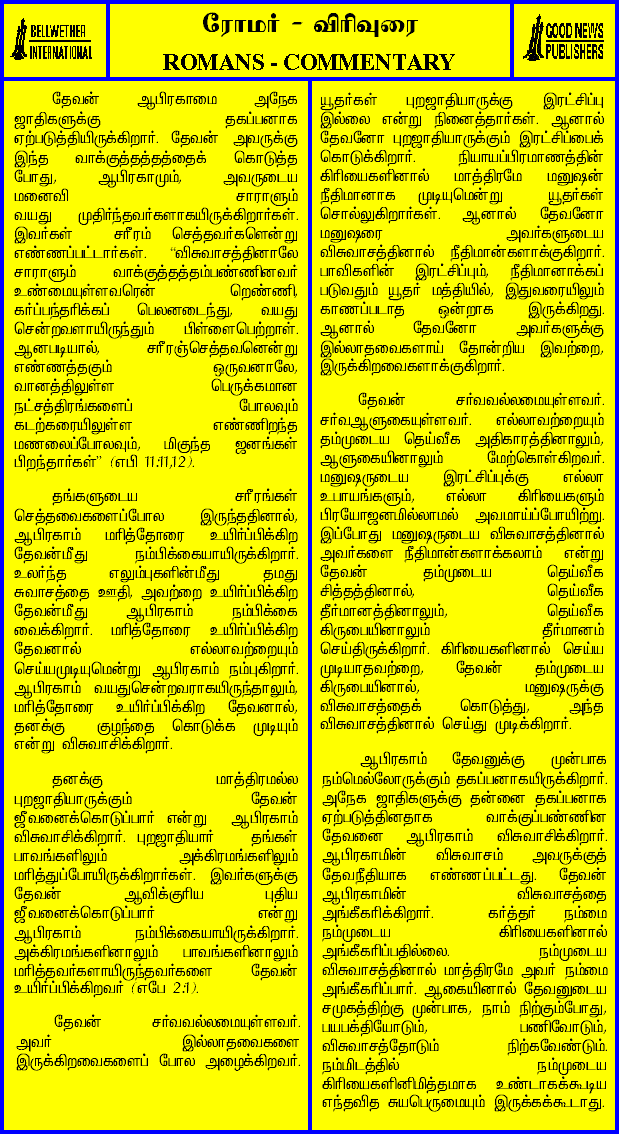 BELLWETHER
INTERNATIONAL
ரோமர் - விரிவுரை
ROMANS - COMMENTARY
GOOD NEWS
PUBLISHERS
தேவன் ஆபிரகாமை அநேக
ஜாதிகளுக்கு தகப்பனாக
ஏற்படுத்தியிருக்கிறார். தேவன் அவருக்கு
இந்த வாக்குத்தத்தத்தைக் கொடுத்த
போது, ஆபிரகாமும், அவருடைய
மனைவி சாராளும்
வயது முதிர்ந்தவர்களாகயிருக்கிறார்கள்.
இவர்கள் சரீரம் செத்தவர்களென்று
எண்ணப்பட்டார்கள். “விசுவாசத்தினாலே
சாராளும் வாக்குத்தத்தம்பண்ணினவர்
உண்மையுள்ளவரென் றெண்ணி,
கர்ப்பந்தரிக்கப் பெலனடைந்து, வயது
சென்றவளாயிருந்தும் பிள்ளைபெற்றாள்.
ஆனபடியால், சரீரஞ்செத்தவனென்று
எண்ணத்தகும் ஒருவனாலே,
வானத்திலுள்ள பெருக்கமான
நட்சத்திரங்களைப் போலவும்
கடற்கரையிலுள்ள எண்ணிறந்த
மணலைப்போலவும், மிகுந்த ஜனங்கள்
பிறந்தார்கள்” (எபி 11:11,12).
தங்களுடைய சரீரங்கள்
செத்தவைகளைப்போல இருந்ததினால்,
ஆபிரகாம் மரித்தோரை உயிர்ப்பிக்கிற
தேவன்மீது நம்பிக்கையாயிருக்கிறார்.
உலர்ந்த எலும்புகளின்மீது தமது
சுவாசத்தை ஊதி, அவற்றை உயிர்ப்பிக்கிற
தேவன்மீது ஆபிரகாம் நம்பிக்கை
வைக்கிறார். மரித்தோரை உயிர்ப்பிக்கிற
தேவனால் எல்லாவற்றையும்
செய்யமுடியுமென்று ஆபிரகாம் நம்புகிறார்.
ஆபிரகாம் வயதுசென்றவராகயிருந்தாலும்,
மரித்தோரை உயிர்ப்பிக்கிற தேவனால்,
தனக்கு குழந்தை கொடுக்க முடியும்
என்று விசுவாசிக்கிறார்.
தனக்கு மாத்திரமல்ல
புறஜாதியாருக்கும் தேவன்
ஜீவனைக்கொடுப்பார் என்று ஆபிரகாம்
விசுவாசிக்கிறார். புறஜாதியார் தங்கள்
பாவங்களிலும் அக்கிரமங்களிலும்
மரித்துப்போயிருக்கிறார்கள். இவர்களுக்கு
தேவன் ஆவிக்குரிய புதிய
ஜீவனைக்கொடுப்பார் என்று
ஆபிரகாம் நம்பிக்கையாயிருக்கிறார்.
அக்கிரமங்களினாலும் பாவங்களினாலும்
மரித்தவர்களாயிருந்தவர்களை தேவன்
உயிர்ப்பிக்கிறவர் (எபே 2:1).
தேவன் சர்வவல்லமையுள்ளவர்.
அவர் இல்லாதவைகளை
இருக்கிறவைகளைப் போல அழைக்கிறவர்.
யூதர்கள் புறஜாதியாருக்கு இரட்சிப்பு
இல்லை என்று நினைத்தார்கள். ஆனால்
தேவனோ புறஜாதியாருக்கும் இரட்சிப்பைக்
கொடுக்கிறார். நியாயப்பிரமாணத்தின்
கிரியைகளினால் மாத்திரமே மனுஷன்
நீதிமானாக முடியுமென்று யூதர்கள்
சொல்லுகிறார்கள். ஆனால் தேவனோ
மனுஷரை அவர்களுடைய
விசுவாசத்தினால் நீதிமான்களாக்குகிறார்.
பாவிகளின் இரட்சிப்பும், நீதிமானாக்கப்
படுவதும் யூதர் மத்தியில், இதுவரையிலும்
காணப்படாத ஒன்றாக இருக்கிறது.
ஆனால் தேவனோ அவர்களுக்கு
இல்லாதவைகளாய் தோன்றிய இவற்றை,
இருக்கிறவைகளாக்குகிறார்.
தேவன் சர்வவல்லமையுள்ளவர்.
சர்வஆளுகையுள்ளவர். எல்லாவற்றையும்
தம்முடைய தெய்வீக அதிகாரத்தினாலும்,
ஆளுகையினாலும் மேற்கொள்கிறவர்.
மனுஷருடைய இரட்சிப்புக்கு எல்லா
உபாயங்களும், எல்லா கிரியைகளும்
பிரயோஜனமில்லாமல் அவமாய்ப்போயிற்று.
இப்போது மனுஷருடைய விசுவாசத்தினால்
அவர்களை நீதிமான்களாக்கலாம் என்று
தேவன் தம்முடைய தெய்வீக
சித்தத்தினால், தெய்வீக
தீர்மானத்தினாலும், தெய்வீக
கிருபையினாலும் தீர்மானம்
செய்திருக்கிறார். கிரியைகளினால் செய்ய
முடியாதவற்றை, தேவன் தம்முடைய
கிருபையினால், மனுஷருக்கு
விசுவாசத்தைக் கொடுத்து, அந்த
விசுவாசத்தினால் செய்து முடிக்கிறார்.
ஆபிரகாம் தேவனுக்கு முன்பாக
நம்மெல்லோருக்கும் தகப்பனாகயிருக்கிறார்.
அநேக ஜாதிகளுக்கு தன்னை தகப்பனாக
ஏற்படுத்தினதாக வாக்குப்பண்ணின
தேவனை ஆபிரகாம் விசுவாசிக்கிறார்.
ஆபிரகாமின் விசுவாசம் அவருக்குத்
தேவநீதியாக எண்ணப்பட்டது. தேவன்
ஆபிரகாமின் விசுவாசத்தை
அங்கீகரிக்கிறார். கர்த்தர் நம்மை
நம்முடைய கிரியைகளினால்
அங்கீகரிப்பதில்லை. நம்முடைய
விசுவாசத்தினால் மாத்திரமே அவர் நம்மை
அங்கீகரிப்பார். ஆகையினால் தேவனுடைய
சமுகத்திற்கு முன்பாக, நாம் நிற்கும்போது,
பயபக்தியோடும், பணிவோடும்,
விசுவாசத்தோடும் நிற்கவேண்டும்.
நம்மிடத்தில் நம்முடைய
கிரியைகளினிமித்தமாக உண்டாகக்கூடிய
எந்தவித சுயபெருமையும் இருக்கக்கூடாது.